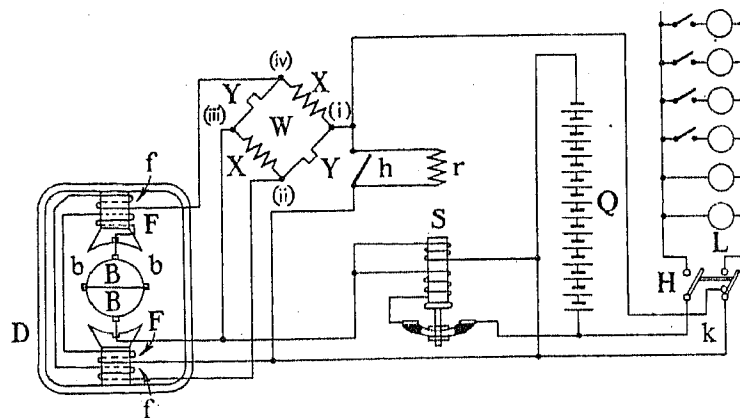 (iv)
Y X
(iii) W (i)
X Y h r
(ii)
f
F
S Q
b B b
B
D
F
f
L
H
k